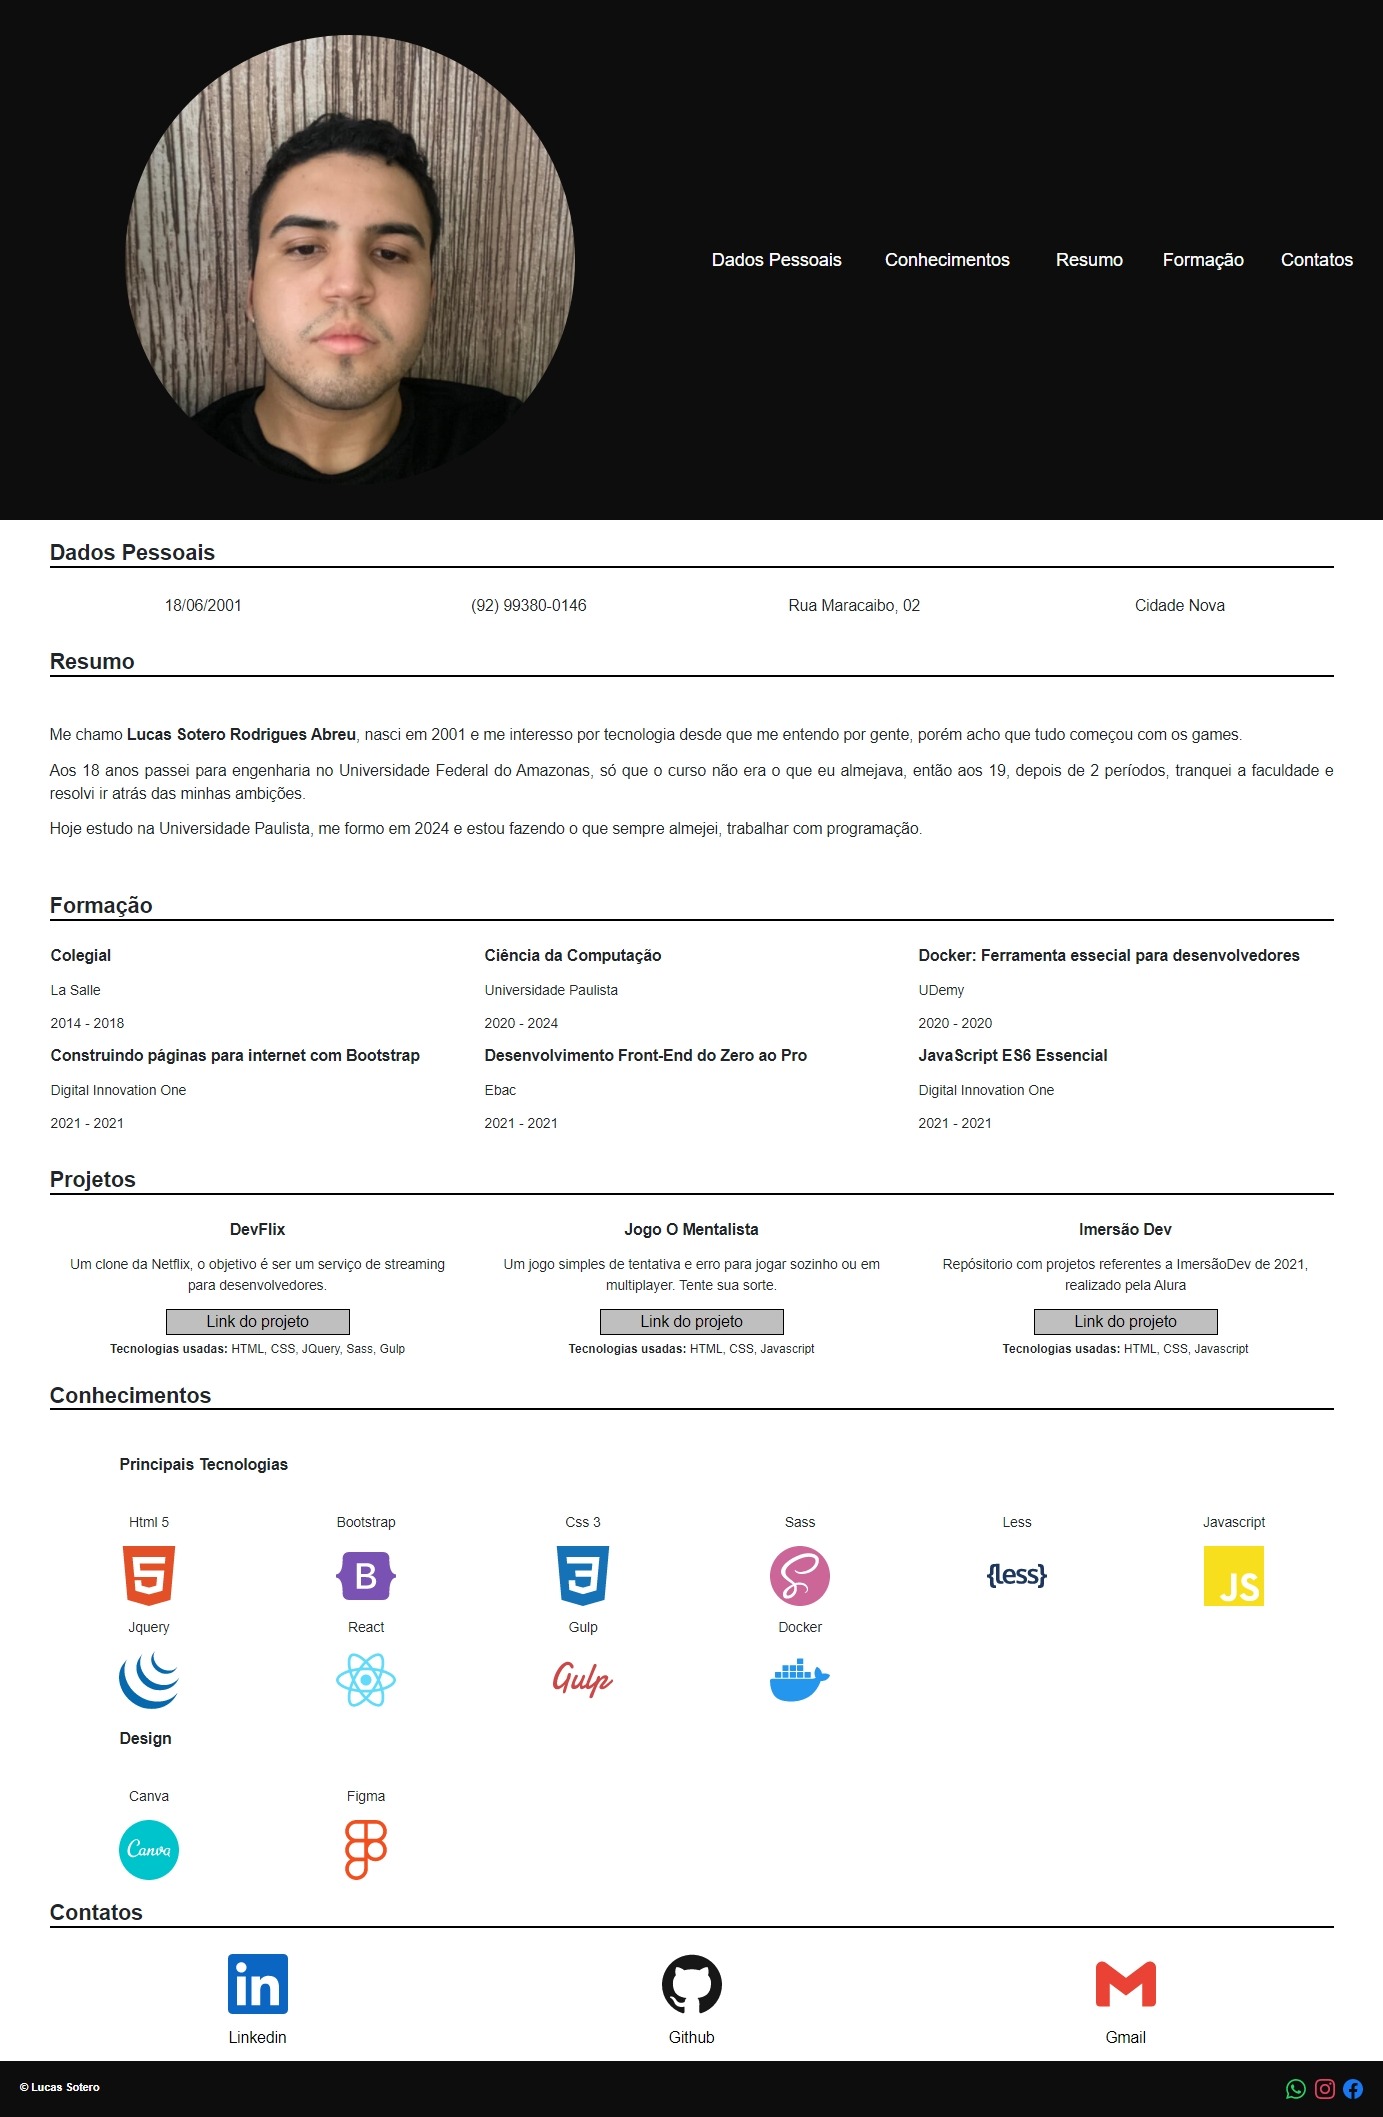 Dados Pessoais Conhecimentos Resumo Formação Contatos
Dados Pessoais
18/06/2001 (92) 99380-0146 Rua Maracaibo, 02 Cidade Nova
Resumo
Me chamo Lucas Sotero Rodrigues Abreu, nasci em 2001 e me interesso por tecnologia desde que me entendo por gente, porém acho que tudo começou com os games.
Aos 18 anos passei para engenharia no Universidade Federal do Amazonas, só que o curso não era o que eu almejava, então aos 19, depois de 2 períodos, tranquei a faculdade e
resolvi ir atrás das minhas ambições.
Hoje estudo na Universidade Paulista, me formo em 2024 e estou fazendo o que sempre almejei, trabalhar com programação.
Formação
Colegial Ciência da Computação Docker: Ferramenta essecial para desenvolvedores
La Salle Universidade Paulista UDemy
2014 - 2018 2020 - 2024 2020 - 2020
Construindo páginas para internet com Bootstrap Desenvolvimento Front-End do Zero ao Pro JavaScript ES6 Essencial
Digital Innovation One Ebac Digital Innovation One
2021 - 2021 2021 - 2021 2021 - 2021
Projetos
DevFlix Jogo O Mentalista Imersão Dev
Um clone da Netflix, o objetivo é ser um serviço de streaming Um jogo simples de tentativa e erro para jogar sozinho ou em Repósitorio com projetos referentes a ImersãoDev de 2021,
para desenvolvedores. multiplayer. Tente sua sorte. realizado pela Alura
Link do projeto Link do projeto Link do projeto
Tecnologias usadas: HTML, CSS, JQuery, Sass, Gulp Tecnologias usadas: HTML, CSS, Javascript Tecnologias usadas: HTML, CSS, Javascript
Conhecimentos
Principais Tecnologias
Html 5 Bootstrap Css 3 Sass Less Javascript
5 B 3 S {less} JS
Jquery React Gulp Docker
Gulp
Design
Canva Figma
Canva
Contatos
in M
Linkedin Github Gmail
© Lucas Sotero